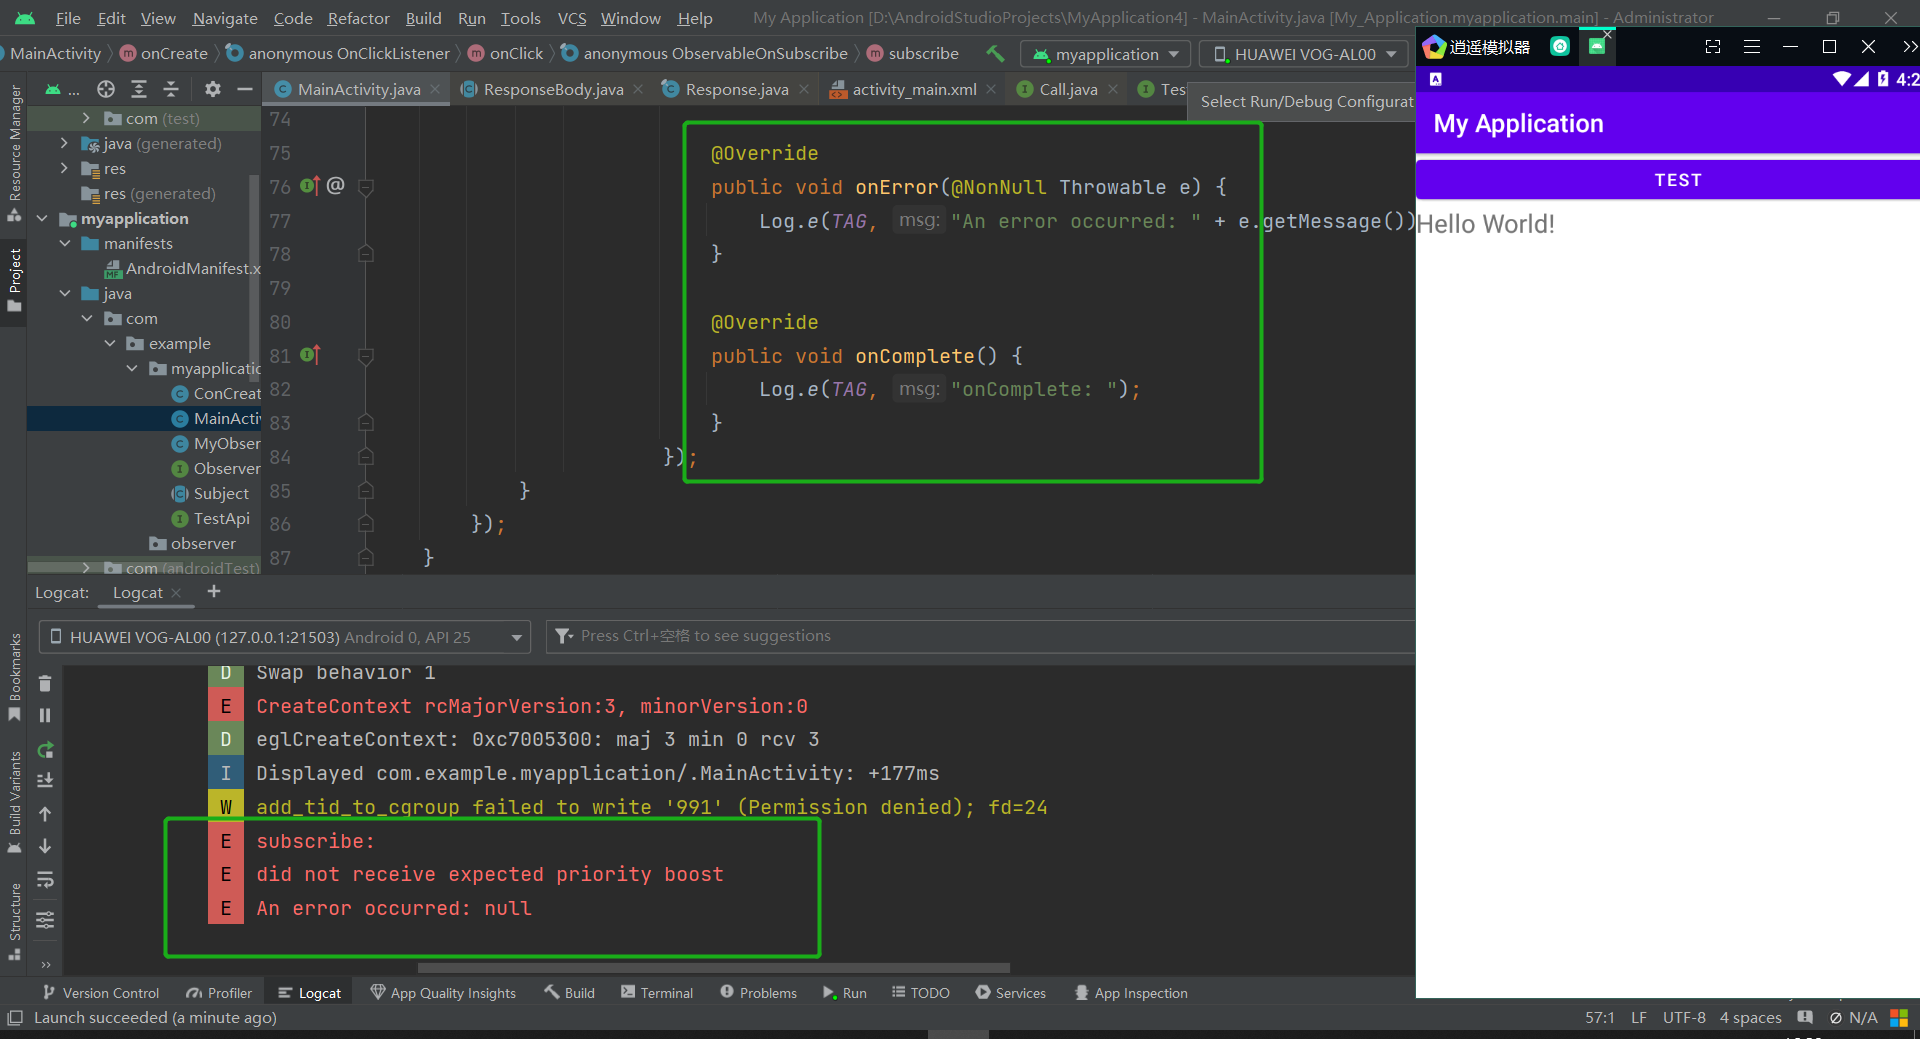 File Edit View Navigate Code Refactor Build Run Tools VCS Window Help My Application [D:\AndroidStudioProjects\MyApplication4] - MainActivity.java [My_Application.myapplication.main] - Administrator
MainActivity onCreate anonymous OnClickListener onClick anonymous ObservableOnSubscribe subscribe myapplication HUAWEI VOG-AL00
逍遥模拟器
4:2
My Application
TEST
Hello World!
... MainActivity.java ResponseBody.java Response.java activity_main.xml Call.java Tes
Select Run/Debug Configurat
Resource Manager
Project
Bookmarks
Build Variants
Structure
com (test)
java (generated)
res
res (generated)
myapplication
manifests
AndroidManifest.x
java
com
example
myapplicatio
ConCreat
MainActiv
MyObser
Observer
Subject
TestApi
observer
com (androidTest)
74
75 @Override
76 @ public void onError(@NonNull Throwable e) {
77 Log.e(TAG, msg: "An error occurred: " + e.getMessage())
78 }
79
80 @Override
81 public void onComplete() {
82 Log.e(TAG, msg: "onComplete: ");
83 }
84 });
85 }
86 });
87 }
Logcat: Logcat +
HUAWEI VOG-AL00 (127.0.0.1:21503) Android 0, API 25 Press Ctrl+空格 to see suggestions
D Swap behavior 1
E CreateContext rcMajorVersion:3, minorVersion:0
D eglCreateContext: 0xc7005300: maj 3 min 0 rcv 3
I Displayed com.example.myapplication/.MainActivity: +177ms
W add_tid_to_cgroup failed to write '991' (Permission denied); fd=24
E subscribe:
E did not receive expected priority boost
E An error occurred: null
Version Control Profiler Logcat App Quality Insights Build Terminal Problems Run TODO Services App Inspection
Launch succeeded (a minute ago) 57:1 LF UTF-8 4 spaces N/A